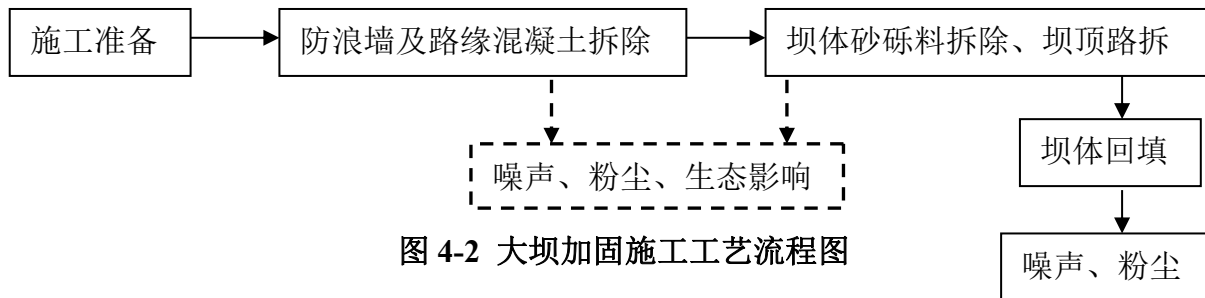 施工准备
防浪墙及路缘混凝土拆除
坝体砂砾料拆除、坝顶路拆
噪声、粉尘、生态影响
坝体回填
图 4-2 大坝加固施工工艺流程图
噪声、粉尘